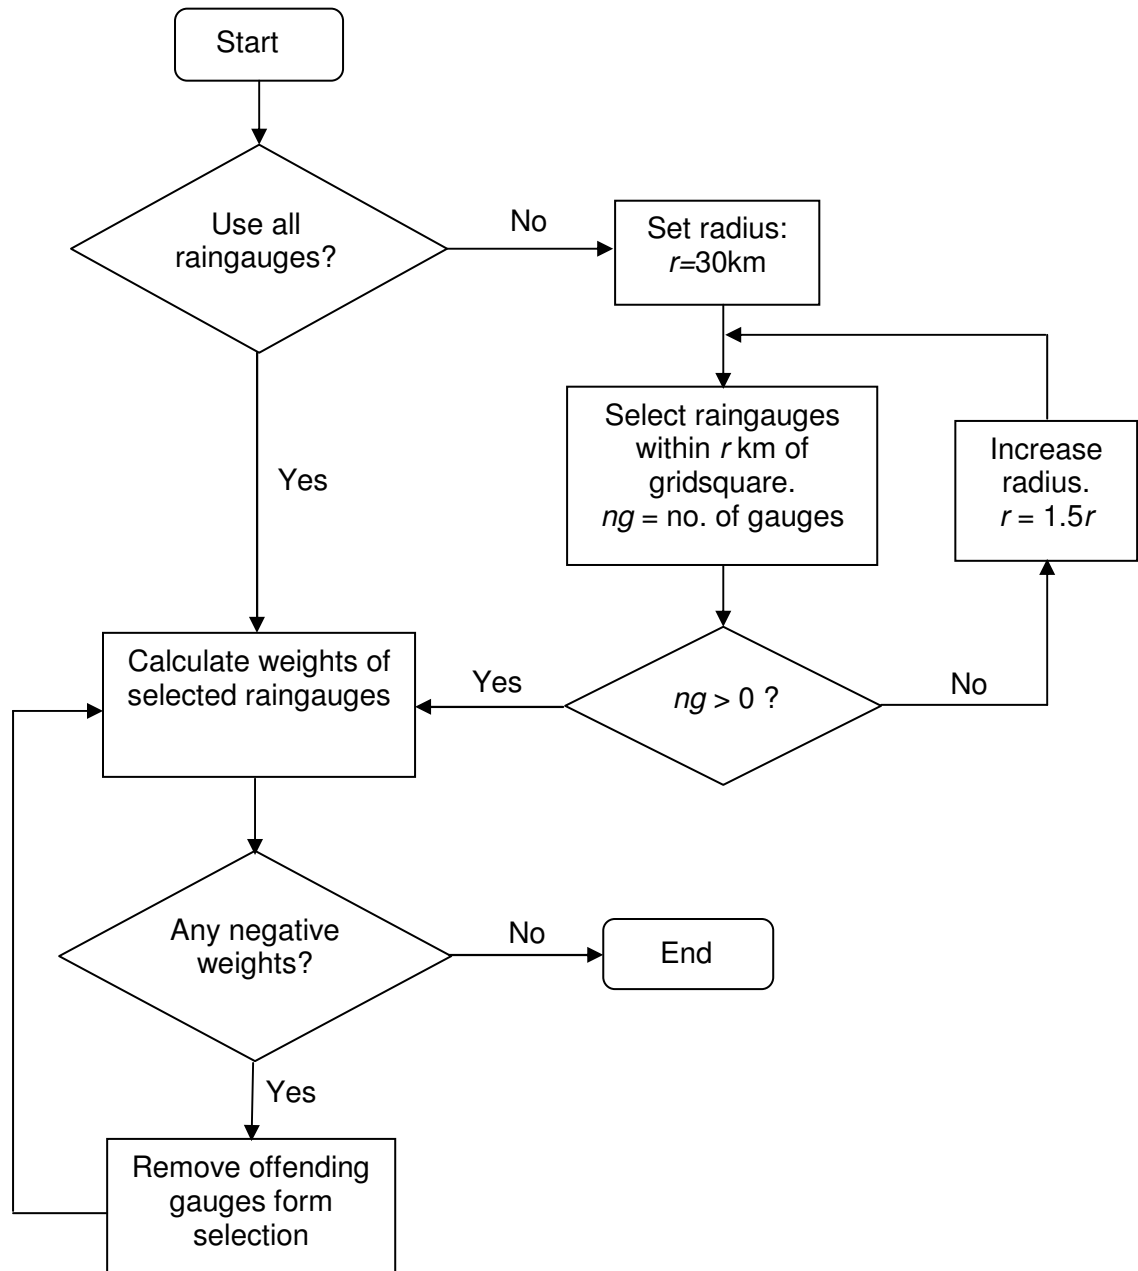 Start
Use all
raingauges?
No
Set radius:
r=30km
Select raingauges
within r km of
gridsquare.
ng = no. of gauges
Increase
radius.
r = 1.5r
Yes
Calculate weights of
selected raingauges
Yes
ng > 0 ?
No
Any negative
weights?
No
End
Yes
Remove offending
gauges form
selection